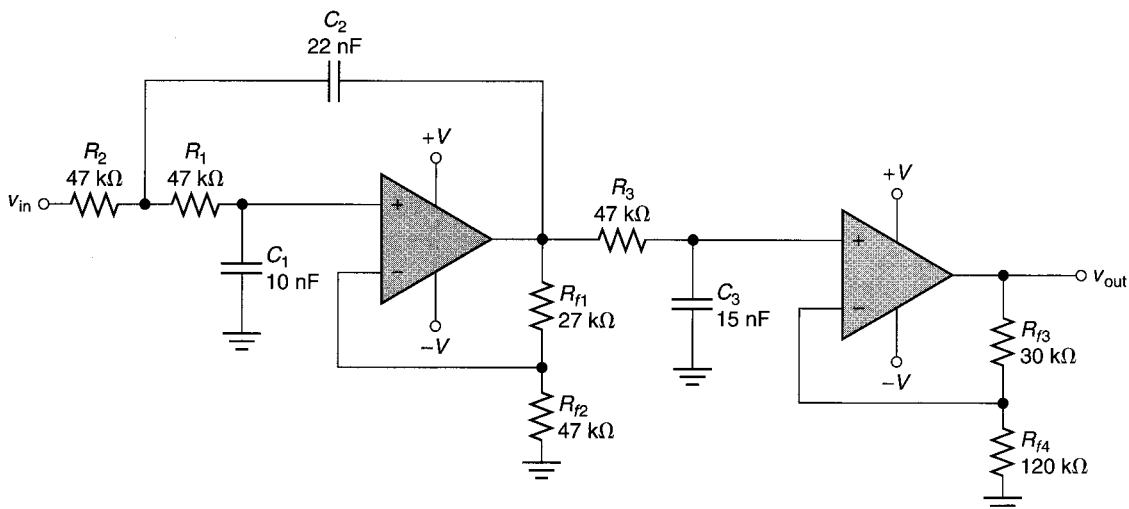 C2
22 nF
R2
47 kΩ
R1
47 kΩ
vin
C1
10 nF
+V
+
−
−V
Rf1
27 kΩ
Rf2
47 kΩ
R3
47 kΩ
C3
15 nF
+V
+
−
−V
vout
Rf3
30 kΩ
Rf4
120 kΩ